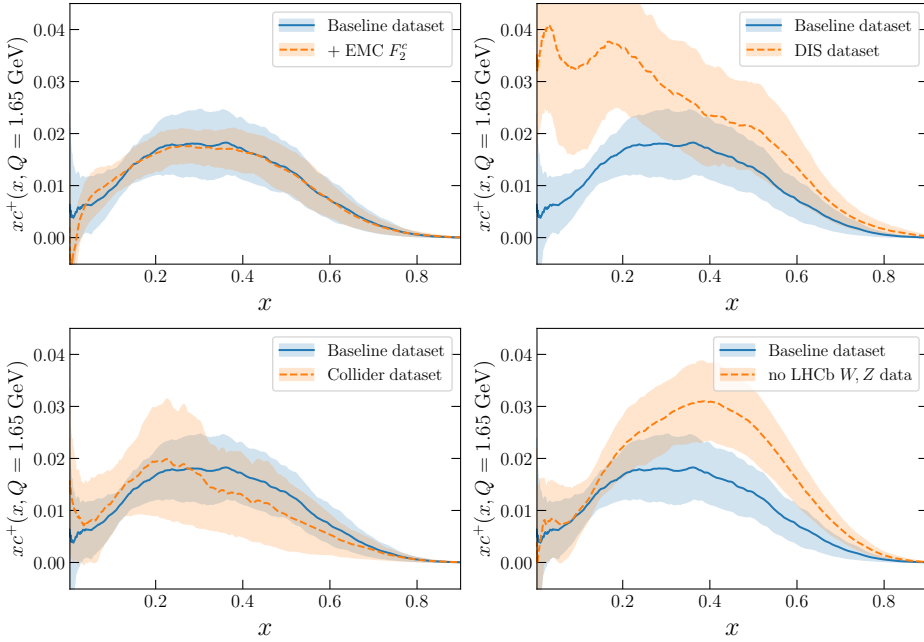 xc⁺(x, Q = 1.65 GeV)
0.04
0.03
0.02
0.01
0.00
Baseline dataset
+ EMC F₂ᶜ
0.2 0.4 0.6 0.8
x
xc⁺(x, Q = 1.65 GeV)
0.04
0.03
0.02
0.01
0.00
Baseline dataset
DIS dataset
0.2 0.4 0.6 0.8
x
xc⁺(x, Q = 1.65 GeV)
0.04
0.03
0.02
0.01
0.00
Baseline dataset
Collider dataset
0.2 0.4 0.6 0.8
x
xc⁺(x, Q = 1.65 GeV)
0.04
0.03
0.02
0.01
0.00
Baseline dataset
no LHCb W, Z data
0.2 0.4 0.6 0.8
x